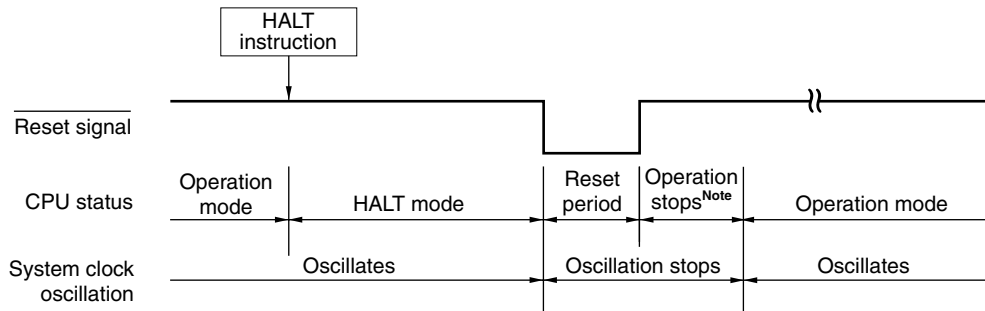 HALT
instruction
Reset signal
CPU status
Operation
mode
HALT mode
Reset
period
Operation
stopsNote
Operation mode
System clock
oscillation
Oscillates
Oscillation stops
Oscillates